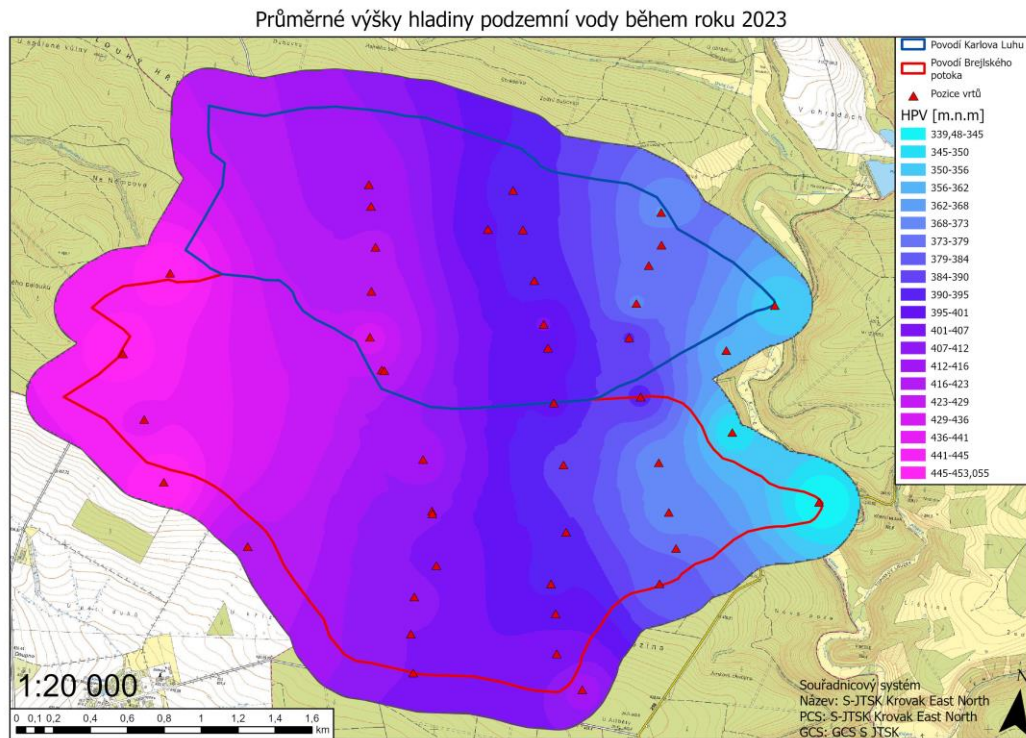 Průměrné výšky hladiny podzemní vody během roku 2023
Povodí Karlova Luhu
Povodí Brejlského
potoka
Pozice vrtů
HPV [m.n.m]
339,48-345
345-350
350-356
356-362
362-368
368-373
373-379
379-384
384-390
390-395
395-401
401-407
407-412
412-416
416-423
423-429
429-436
436-441
441-445
445-453,055
1:20 000
0 0,1 0,2 0,4 0,6 0,8 1 1,2 1,4 1,6
km
Souřadnicový systém
Název: S-JTSK Krovak East North
PCS: S-JTSK Krovak East North
GCS: GCS S JTSK
N